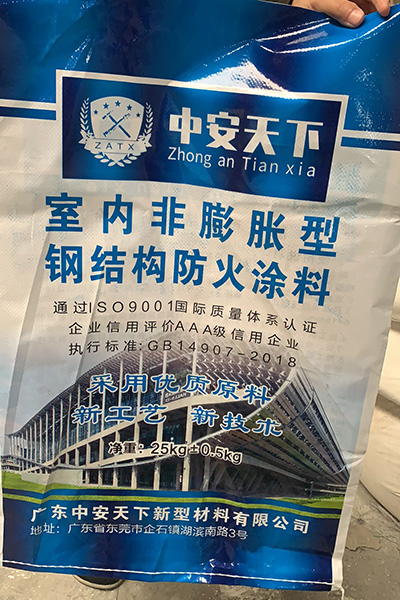 ZATX
中安天下
Zhong an Tian xia
室内非膨胀型
钢结构防火涂料
通过ISO9001国际质量体系认证
企业信用评价AAA级信用企业
执行标准:GB14907-2018
采用优质原料
新工艺 新技术
净重：25kg±0.5kg
广东中安天下新型材料有限公司
地址：广东省东莞市企石镇湖滨南路3号